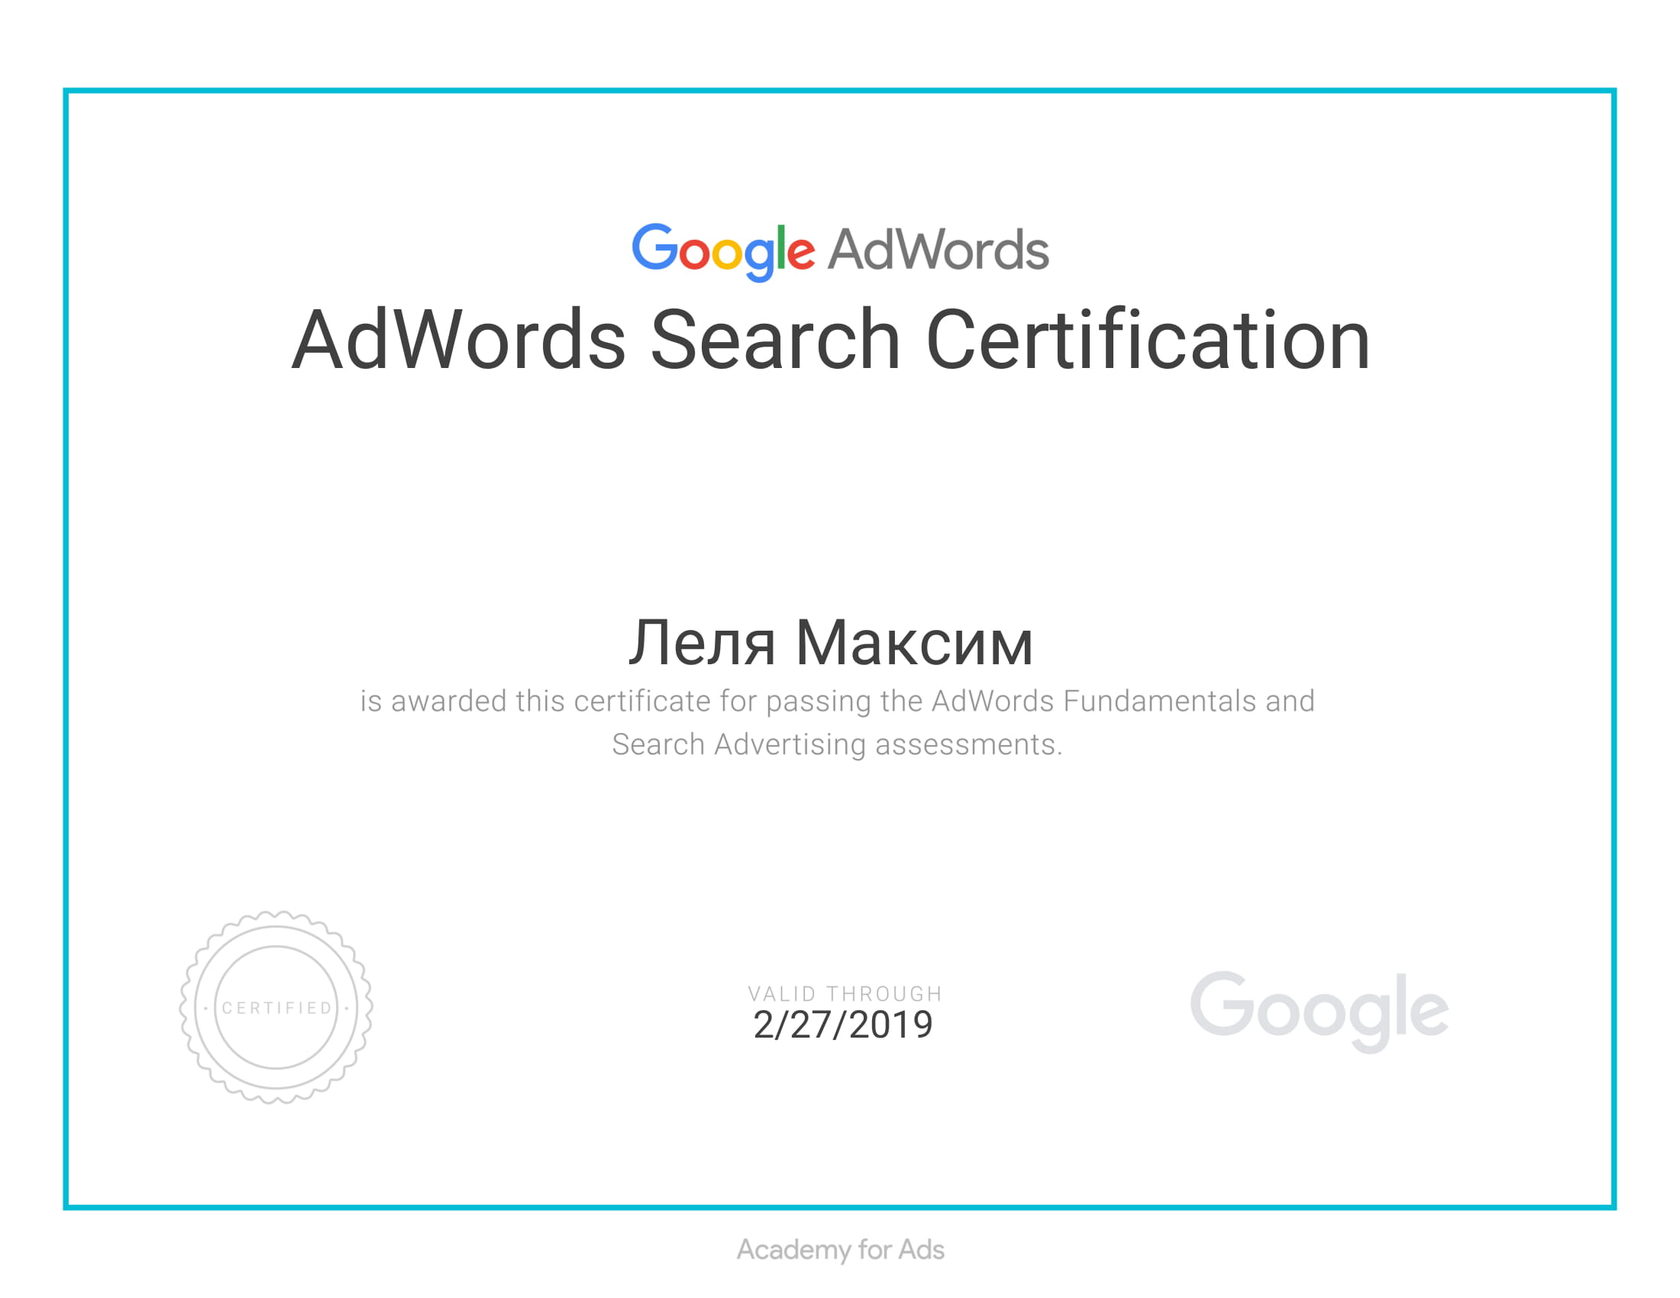 Google AdWords
AdWords Search Certification
Леля Максим
is awarded this certificate for passing the AdWords Fundamentals and
Search Advertising assessments.
· CERTIFIED ·
VALID THROUGH
2/27/2019
Google
Academy for Ads